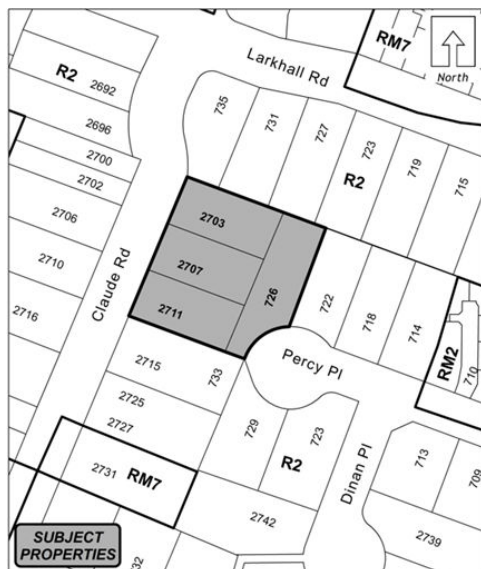 RM7
North
Larkhall Rd
R2
2692
2696
2700
2702
2706
2710
2716
735
731
727
723
719
715
R2
2703
2707
2711
726
Claude Rd
722
718
714
RM2
710
Percy Pl
2715
733
2725
2727
729
723
R2
Dinan Pl
713
709
2731
RM7
2742
2739
SUBJECT
PROPERTIES